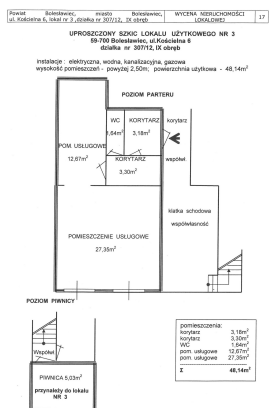 Powiat Bolesławiec, miasto Bolesławiec, WYCENA NIERUCHOMOŚCI 17
ul. Kościelna 6, lokal nr 3 ,działka nr 307/12, IX obręb LOKALOWEJ
UPROSZCZONY SZKIC LOKALU UŻYTKOWEGO NR 3
59-700 Bolesławiec, ul.Kościelna 6
działka nr 307/12, IX obręb
instalacje : elektryczna, wodna, kanalizacyjna, gazowa
wysokość pomieszczeń - powyżej 2,50m; powierzchnia użytkowa - 48,14m²
POZIOM PARTERU
WC KORYTARZ korytarz
1,64m² 3,18m²
POM. USŁUGOWE
12,67m²
KORYTARZ współwł.
3,30m²
klatka schodowa
współwłasność
POMIESZCZENIE USŁUGOWE
27,35m²
POZIOM PIWNICY
Współwł
PIWNICA 5,03m²
przynależy do lokalu
NR 3
pomieszczenia:
korytarz 3,18m²
korytarz 3,30m²
WC 1,64m²
pom. usługowe 12,67m²
pom. usługowe 27,35m²
Σ 48,14m²